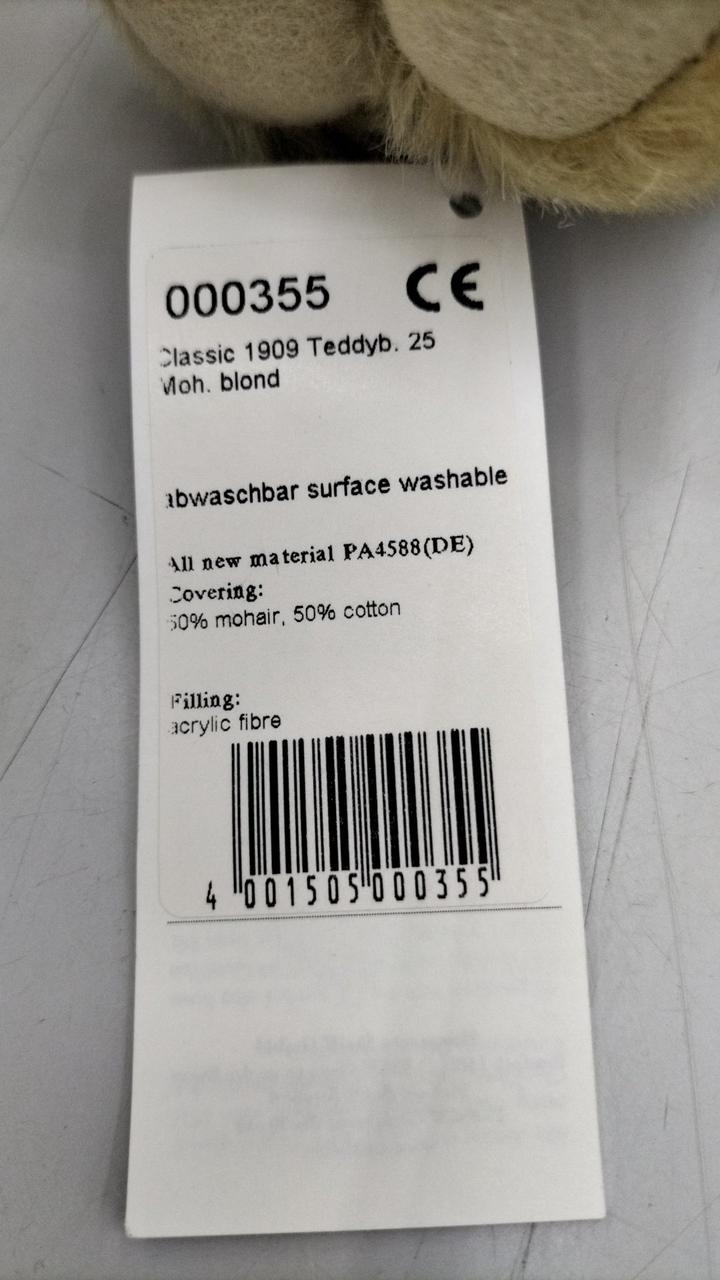 000355 CE
Classic 1909 Teddyb. 25
Moh. blond
abwaschbar surface washable
All new material PA4588(DE)
Covering:
50% mohair, 50% cotton
Filling:
acrylic fibre
4 001505 000355